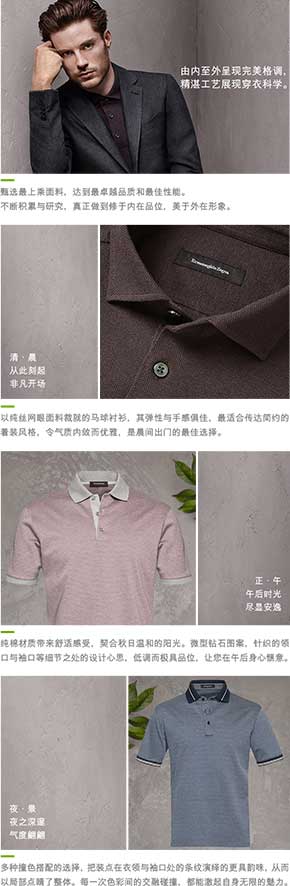 由内至外呈现完美格调,
精湛工艺展现穿衣科学。
甄选最上乘面料，达到最卓越品质和最佳性能。
不断积累与研究，真正做到修于内在品位，美于外在形象。
Ermenegildo Zegna
清·晨
从此刻起
非凡开场
以纯丝网眼面料裁就的马球衬衫，其弹性与手感俱佳，最适合传达简约的
着装风格，令气质内敛而优雅，是晨间出门的最佳选择。
正·午
午后时光
尽显安逸
纯棉材质带来舒适感受，契合秋日温和的阳光。微型钻石图案，针织的领
口与袖口等细节之处的设计心思，低调而极具品位，让您在午后身心惬意。
夜·景
夜之深邃
气度翩翩
多种撞色搭配的选择，把装点在衣领与袖口处的条纹演绎的更具韵味，从而
以局部点睛了整体。每一次色彩间的交融碰撞，都能激起自身无限的魅力。